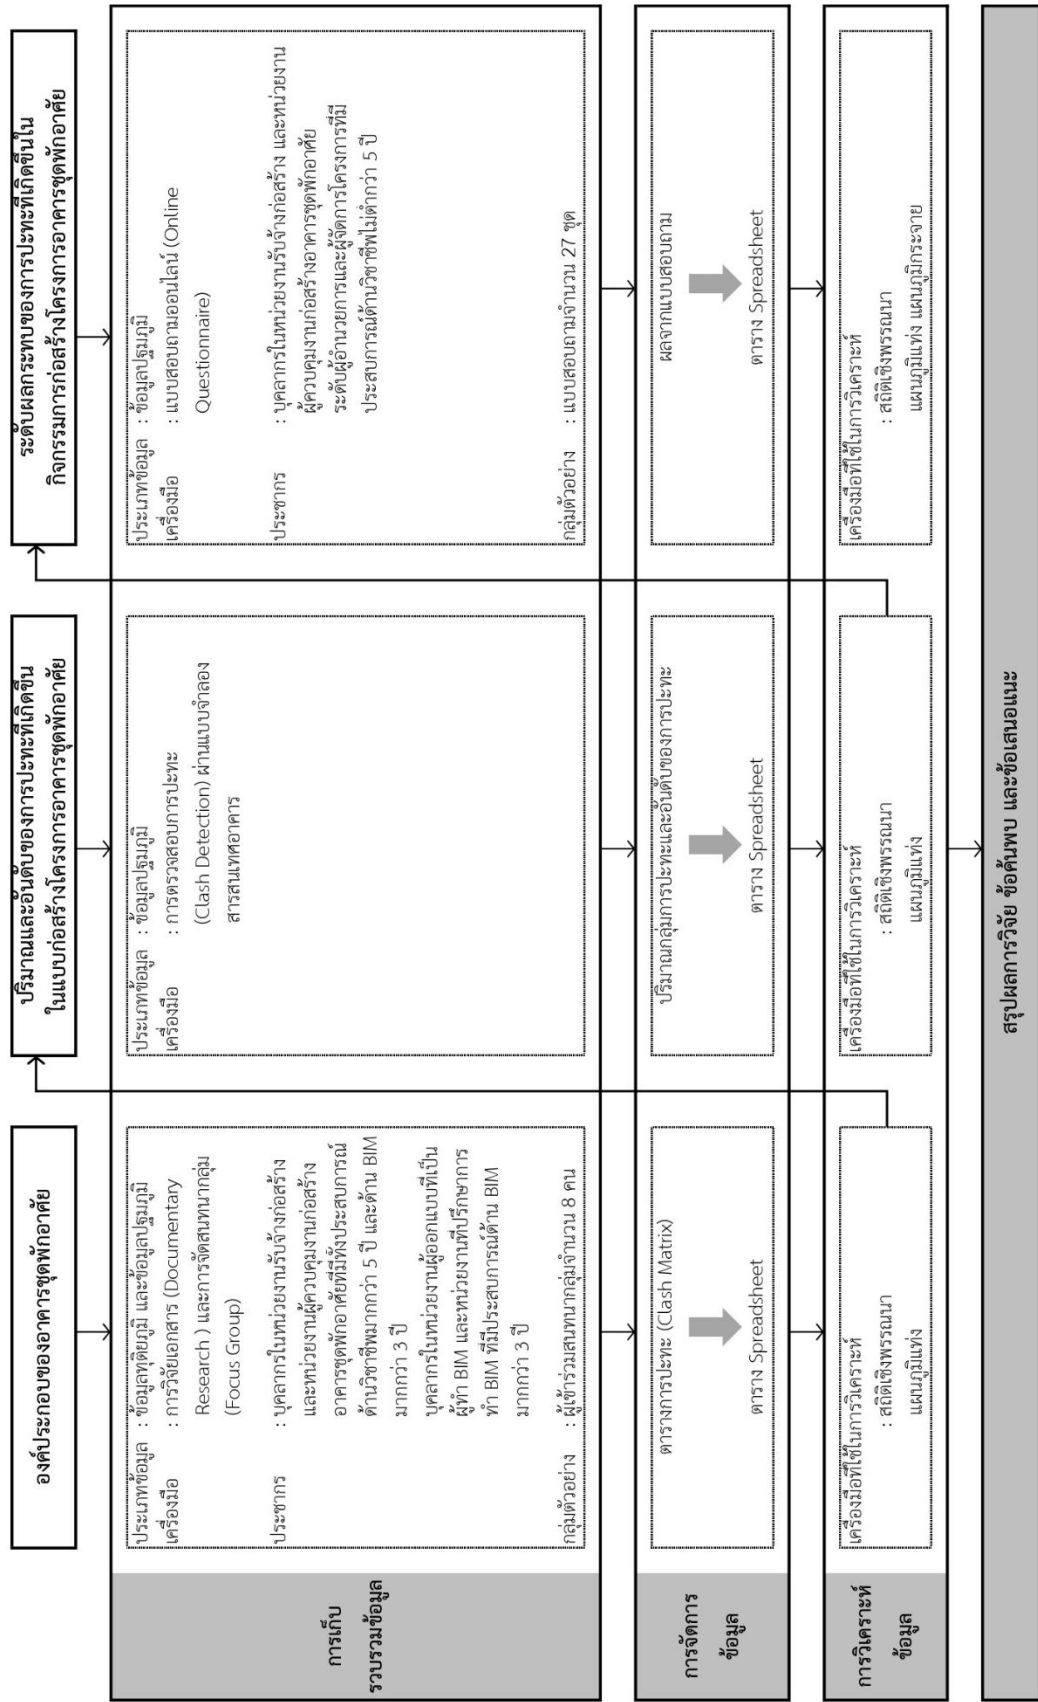 องค์ประกอบของอาคารชุดพักอาศัย
ปริมาณและอันดับของการปะทะที่เกิดขึ้น
ในแบบก่อสร้างโครงการอาคารชุดพักอาศัย
ระดับผลกระทบของการปะทะที่เกิดขึ้นใน
กิจกรรมการก่อสร้างโครงการอาคารชุดพักอาศัย
การเก็บ
รวบรวมข้อมูล
ประเภทข้อมูล : ข้อมูลทุติยภูมิ และข้อมูลปฐมภูมิ
เครื่องมือ : การวิจัยเอกสาร (Documentary
Research ) และการจัดสนทนากลุ่ม
(Focus Group)
ประชากร : บุคลากรในหน่วยงานรับจ้างก่อสร้าง
และหน่วยงานผู้ควบคุมงานก่อสร้าง
อาคารชุดพักอาศัยที่มีทั้งประสบการณ์
ด้านวิชาชีพมากกว่า 5 ปี และด้าน BIM
มากกว่า 3 ปี
บุคลากรในหน่วยงานผู้ออกแบบที่เป็น
ผู้ทำ BIM และหน่วยงานที่ปรึกษาการ
ทำ BIM ที่มีประสบการณ์ด้าน BIM
มากกว่า 3 ปี
กลุ่มตัวอย่าง : ผู้เข้าร่วมสนทนากลุ่มจำนวน 8 คน
ประเภทข้อมูล : ข้อมูลปฐมภูมิ
เครื่องมือ : การตรวจสอบการปะทะ
(Clash Detection) ผ่านแบบจำลอง
สารสนเทศอาคาร
ประเภทข้อมูล : ข้อมูลปฐมภูมิ
เครื่องมือ : แบบสอบถามออนไลน์ (Online
Questionnaire)
ประชากร : บุคลากรในหน่วยงานรับจ้างก่อสร้าง และหน่วยงาน
ผู้ควบคุมงานก่อสร้างอาคารชุดพักอาศัย
ระดับผู้อำนวยการและผู้จัดการโครงการที่มี
ประสบการณ์ด้านวิชาชีพไม่ต่ำกว่า 5 ปี
กลุ่มตัวอย่าง : แบบสอบถามจำนวน 27 ชุด
การจัดการ
ข้อมูล
ตารางการปะทะ (Clash Matrix)
ตาราง Spreadsheet
ปริมาณกลุ่มการปะทะและอันดับของการปะทะ
ตาราง Spreadsheet
ผลจากแบบสอบถาม
ตาราง Spreadsheet
การวิเคราะห์
ข้อมูล
เครื่องมือที่ใช้ในการวิเคราะห์
: สถิติเชิงพรรณนา
แผนภูมิแท่ง
เครื่องมือที่ใช้ในการวิเคราะห์
: สถิติเชิงพรรณนา
แผนภูมิแท่ง
เครื่องมือที่ใช้ในการวิเคราะห์
: สถิติเชิงพรรณนา
แผนภูมิแท่ง แผนภูมิกระจาย
สรุปผลการวิจัย ข้อค้นพบ และข้อเสนอแนะ